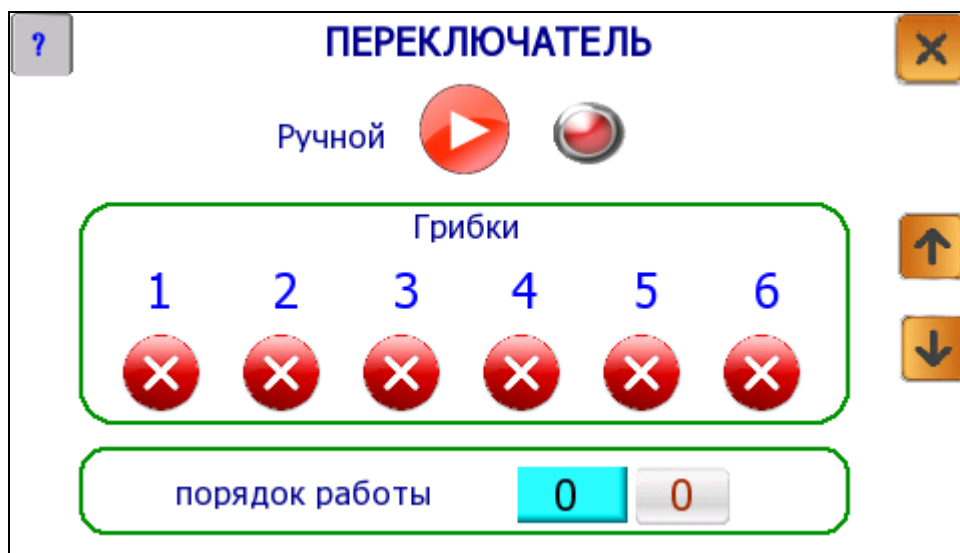 ?
ПЕРЕКЛЮЧАТЕЛЬ
Ручной
Грибки
1 2 3 4 5 6
порядок работы 0 0